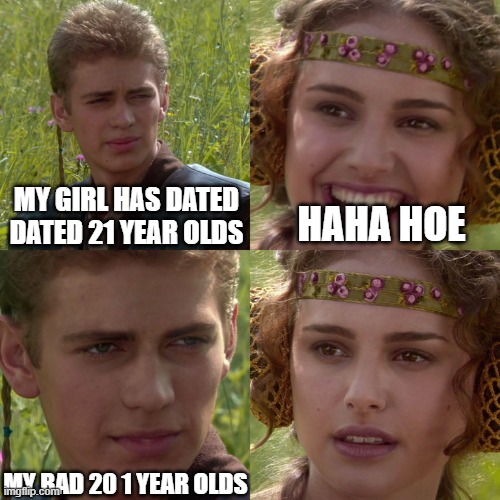 MY GIRL HAS DATED
DATED 21 YEAR OLDS
HAHA HOE
MY BAD 20 1 YEAR OLDS
imgflip.com